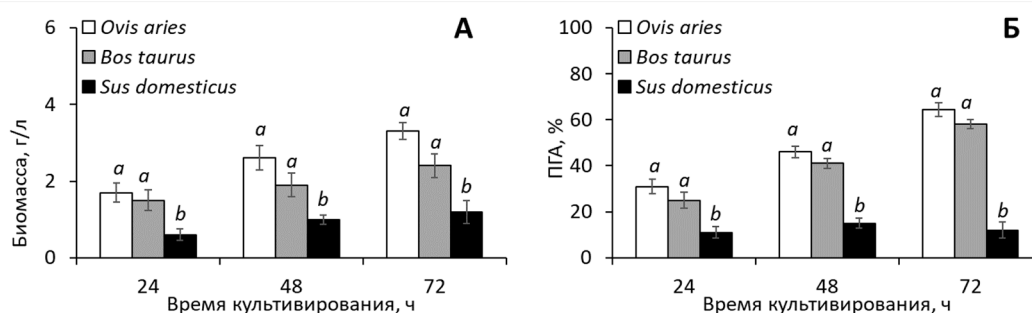 А
Ovis aries
Bos taurus
Sus domesticus
Биомасса, г/л
6
4
2
0
a a b
a a b
a a b
24 48 72
Время культивирования, ч
Б
Ovis aries
Bos taurus
Sus domesticus
ПГА, %
100
80
60
40
20
0
a a b
a a b
a a b
24 48 72
Время культивирования, ч